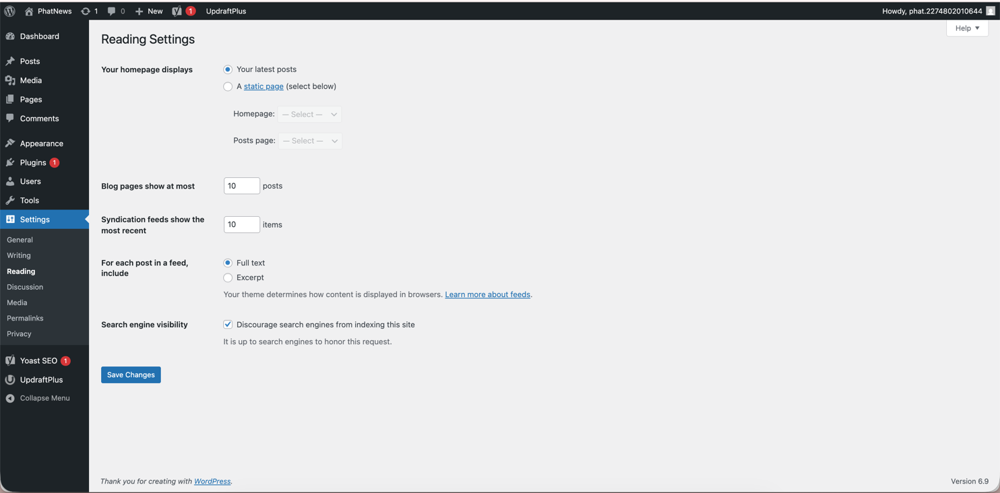 PhatNews 1 0 New 1 UpdraftPlus Howdy, phat.2274802010644
Help
Dashboard
Posts
Media
Pages
Comments
Appearance
Plugins 1
Users
Tools
Settings
General
Writing
Reading
Discussion
Media
Permalinks
Privacy
Yoast SEO 1
UpdraftPlus
Collapse Menu
Reading Settings
Your homepage displays
Your latest posts
A static page (select below)
Homepage: — Select —
Posts page: — Select —
Blog pages show at most 10 posts
Syndication feeds show the
most recent
10 items
For each post in a feed,
include
Full text
Excerpt
Your theme determines how content is displayed in browsers. Learn more about feeds.
Search engine visibility
Discourage search engines from indexing this site
It is up to search engines to honor this request.
Save Changes
Thank you for creating with WordPress.
Version 6.9